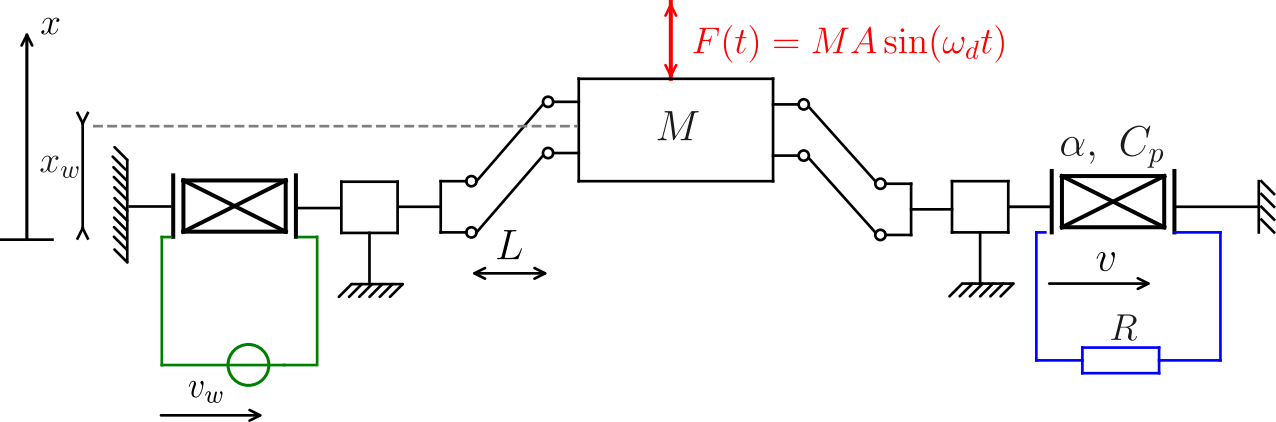 x
F(t) = MA sin(ω_d t)
M
α, C_p
x_w
L
v
R
v_w